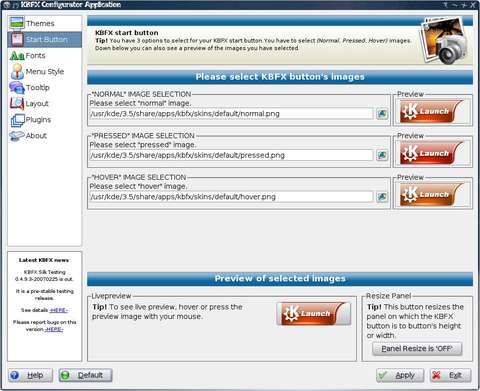 KBFX Configurator Application
Themes
Start Button
Fonts
Menu Style
Tooltip
Layout
Plugins
About
KBFX start button
Tip! You have 3 options to select for your KBFX start button. You have to select (Normal, Pressed, Hover) images.
Down below you can also see a preview of the images you have selected.
Please select KBFX button's images
"NORMAL" IMAGE SELECTION
Please select "normal" image.
/usr/kde/3.5/share/apps/kbfx/skins/default/normal.png
Preview
Launch
"PRESSED" IMAGE SELECTION
Please select "pressed" image.
/usr/kde/3.5/share/apps/kbfx/skins/default/pressed.png
Preview
Launch
"HOVER" IMAGE SELECTION
Please select "hover" image.
/usr/kde/3.5/share/apps/kbfx/skins/default/hover.png
Preview
Launch
Latest KBFX news
KBFX Silk Testing
0.4.9.3-20070225 is out.
It is a pre-stable testing
release.
See details -HERE-
Please report bugs on this
version -HERE-
Preview of selected images
Livepreview
Tip! To see live preview, hover or press the
preview image with your mouse.
Launch
Resize Panel
Tip! This button resizes
the panel on which the KBFX
button is to button's height
or width.
Panel Resize is 'OFF'
Help
Default
Apply
Exit